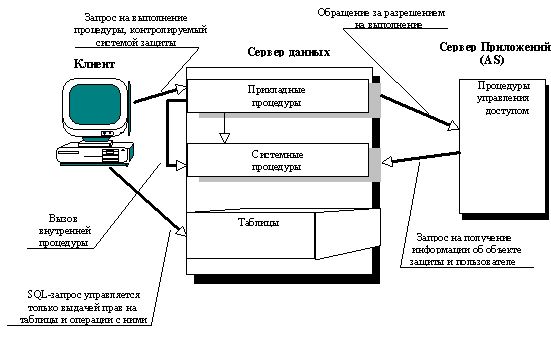 Запрос на выполнение
процедуры, контролируемый
системой защиты
Обращение за разрешением
на выполнение
Клиент
Сервер данных
Сервер Приложений
(AS)
Прикладные
процедуры
Процедуры
управления
доступом
Системные
процедуры
Таблицы
Вызов
внутренней
процедуры
Запрос на получение
информации об объекте
защиты и пользователе
SQL-запрос управляется
только выдачей прав на
таблицы и операции с ними